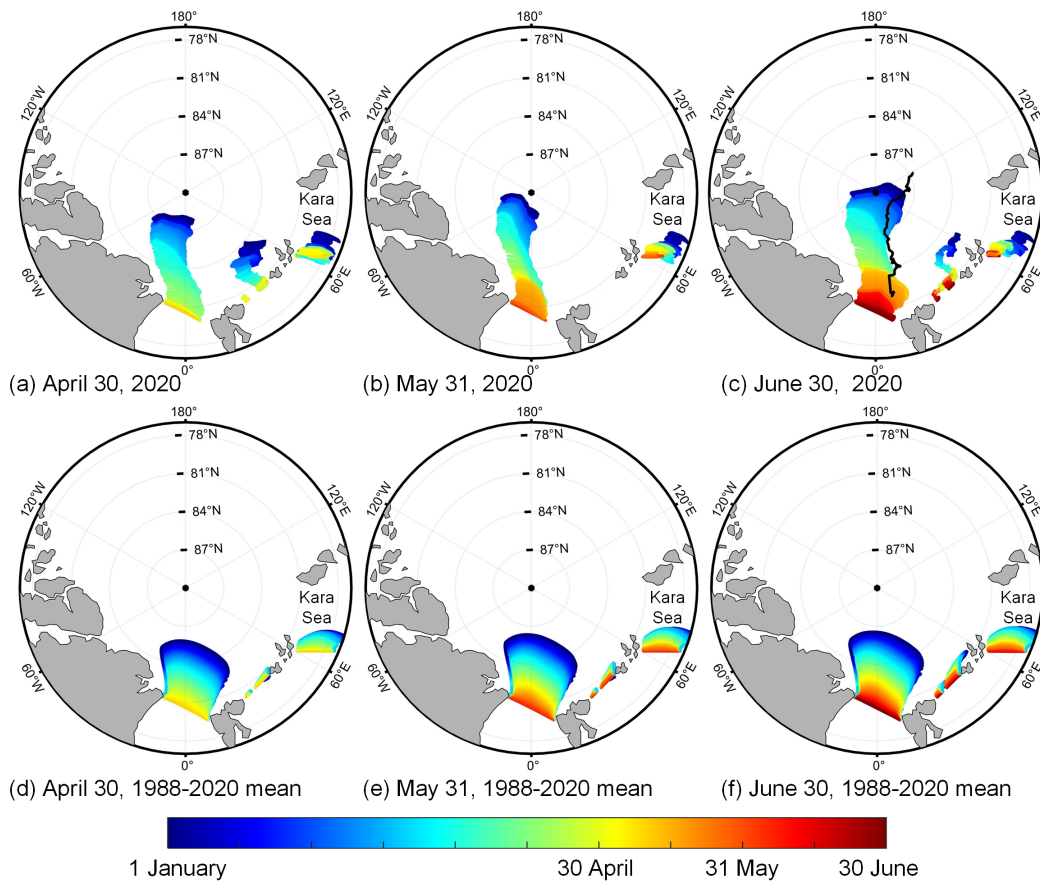 180°
180°
180°
78°N
78°N
78°N
120°W
120°E
120°W
120°E
120°W
120°E
81°N
81°N
81°N
84°N
84°N
84°N
87°N
87°N
87°N
Kara
Sea
Kara
Sea
Kara
Sea
60°W
60°E
60°W
60°E
60°W
60°E
0°
0°
0°
(a) April 30, 2020
(b) May 31, 2020
(c) June 30, 2020
180°
180°
180°
78°N
78°N
78°N
120°W
120°E
120°W
120°E
120°W
120°E
81°N
81°N
81°N
84°N
84°N
84°N
87°N
87°N
87°N
Kara
Sea
Kara
Sea
Kara
Sea
60°W
60°E
60°W
60°E
60°W
60°E
0°
0°
0°
(d) April 30, 1988-2020 mean
(e) May 31, 1988-2020 mean
(f) June 30, 1988-2020 mean
1 January
30 April
31 May
30 June